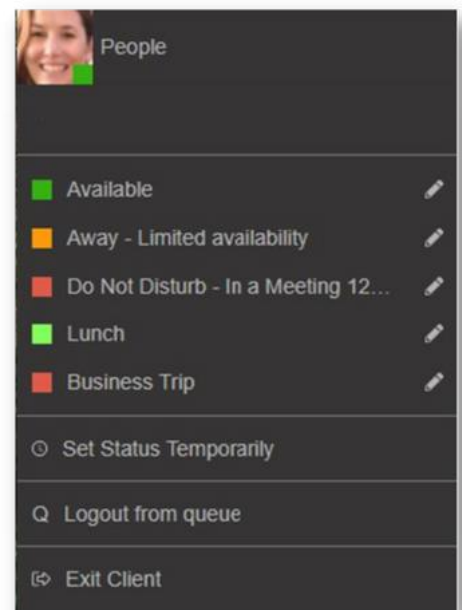 People
Available
Away - Limited availability
Do Not Disturb - In a Meeting 12...
Lunch
Business Trip
Set Status Temporarily
Q Logout from queue
Exit Client